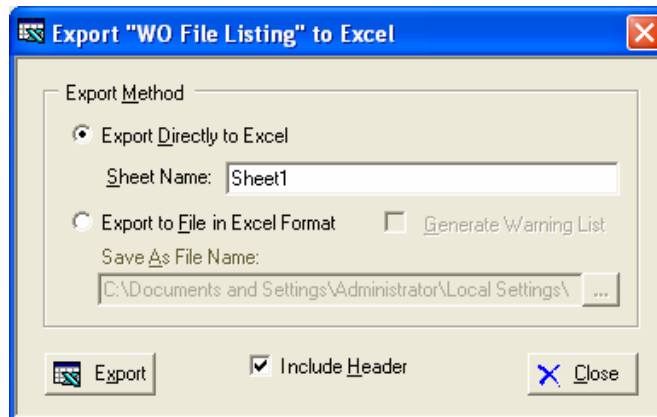 Export "WO File Listing" to Excel
Export Method
Export Directly to Excel
Sheet Name: Sheet1
Export to File in Excel Format Generate Warning List
Save As File Name:
C:\Documents and Settings\Administrator\Local Settings\ ...
Export Include Header Close